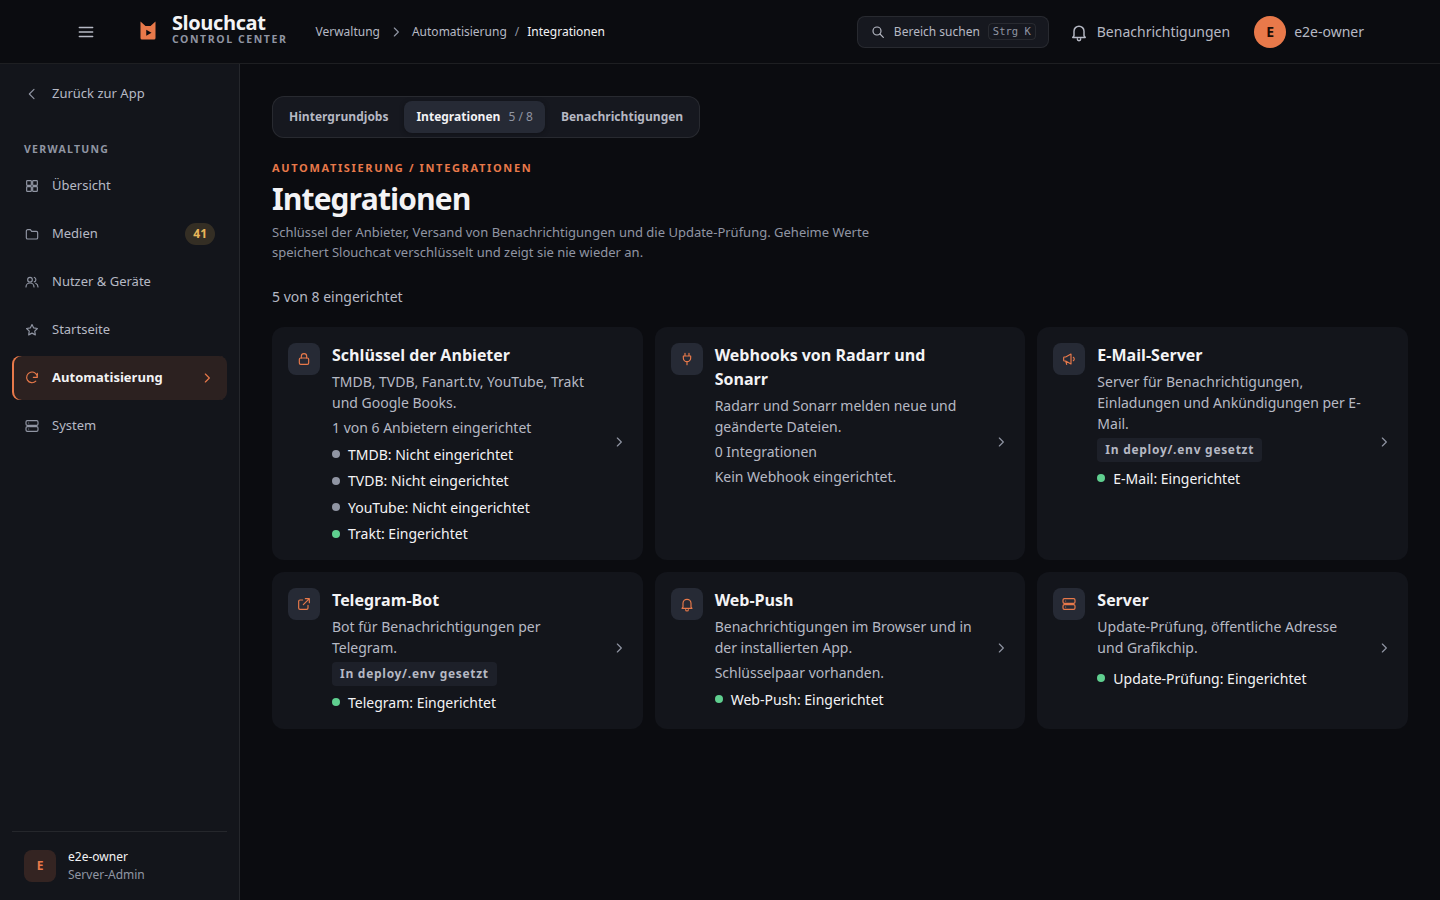 Slouchcat
CONTROL CENTER
Verwaltung > Automatisierung / Integrationen
Bereich suchen Strg K
Benachrichtigungen
E e2e-owner
Zurück zur App
VERWALTUNG
Übersicht
Medien 41
Nutzer & Geräte
Startseite
Automatisierung
System
E
e2e-owner
Server-Admin
Hintergrundjobs Integrationen 5 / 8 Benachrichtigungen
AUTOMATISIERUNG / INTEGRATIONEN
Integrationen
Schlüssel der Anbieter, Versand von Benachrichtigungen und die Update-Prüfung. Geheime Werte
speichert Slouchcat verschlüsselt und zeigt sie nie wieder an.
5 von 8 eingerichtet
Schlüssel der Anbieter
TMDB, TVDB, Fanart.tv, YouTube, Trakt
und Google Books.
1 von 6 Anbietern eingerichtet
TMDB: Nicht eingerichtet
TVDB: Nicht eingerichtet
YouTube: Nicht eingerichtet
Trakt: Eingerichtet
Webhooks von Radarr und
Sonarr
Radarr und Sonarr melden neue und
geänderte Dateien.
0 Integrationen
Kein Webhook eingerichtet.
E-Mail-Server
Server für Benachrichtigungen,
Einladungen und Ankündigungen per E-
Mail.
In deploy/.env gesetzt
E-Mail: Eingerichtet
Telegram-Bot
Bot für Benachrichtigungen per
Telegram.
In deploy/.env gesetzt
Telegram: Eingerichtet
Web-Push
Benachrichtigungen im Browser und in
der installierten App.
Schlüsselpaar vorhanden.
Web-Push: Eingerichtet
Server
Update-Prüfung, öffentliche Adresse
und Grafikchip.
Update-Prüfung: Eingerichtet